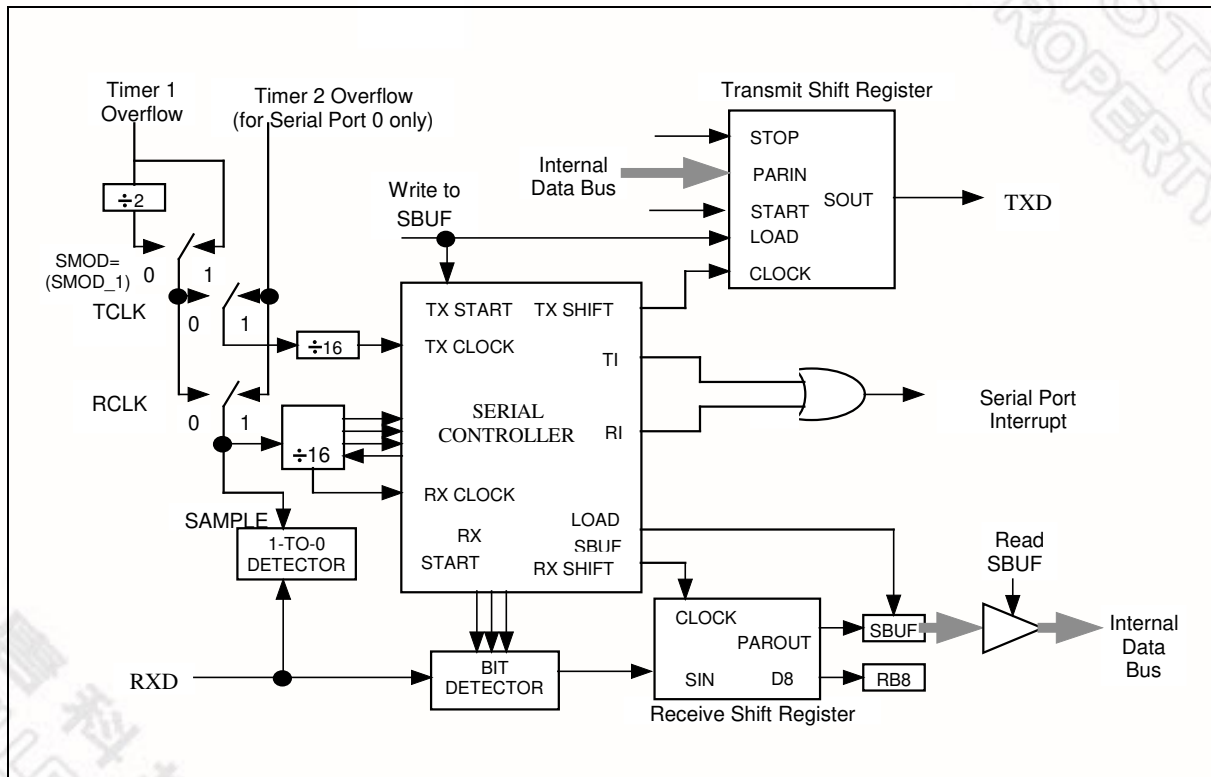 Timer 1
Overflow
Timer 2 Overflow
(for Serial Port 0 only)
÷2
SMOD=
(SMOD_1)
0
1
TCLK
0
1
RCLK
0
1
÷16
÷16
SAMPLE
1-TO-0
DETECTOR
RXD
Write to
SBUF
TX START
TX SHIFT
TX CLOCK
TI
SERIAL
CONTROLLER
RI
RX CLOCK
LOAD
SBUF
RX
START
RX SHIFT
BIT
DETECTOR
Transmit Shift Register
STOP
Internal
Data Bus
PARIN
START
SOUT
LOAD
CLOCK
TXD
Serial Port
Interrupt
CLOCK
PAROUT
SIN
D8
Receive Shift Register
SBUF
RB8
Read
SBUF
Internal
Data
Bus
ROPERTY
科